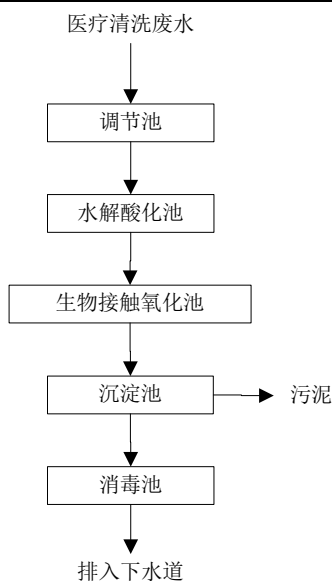 医疗清洗废水
调节池
水解酸化池
生物接触氧化池
沉淀池
污泥
消毒池
排入下水道